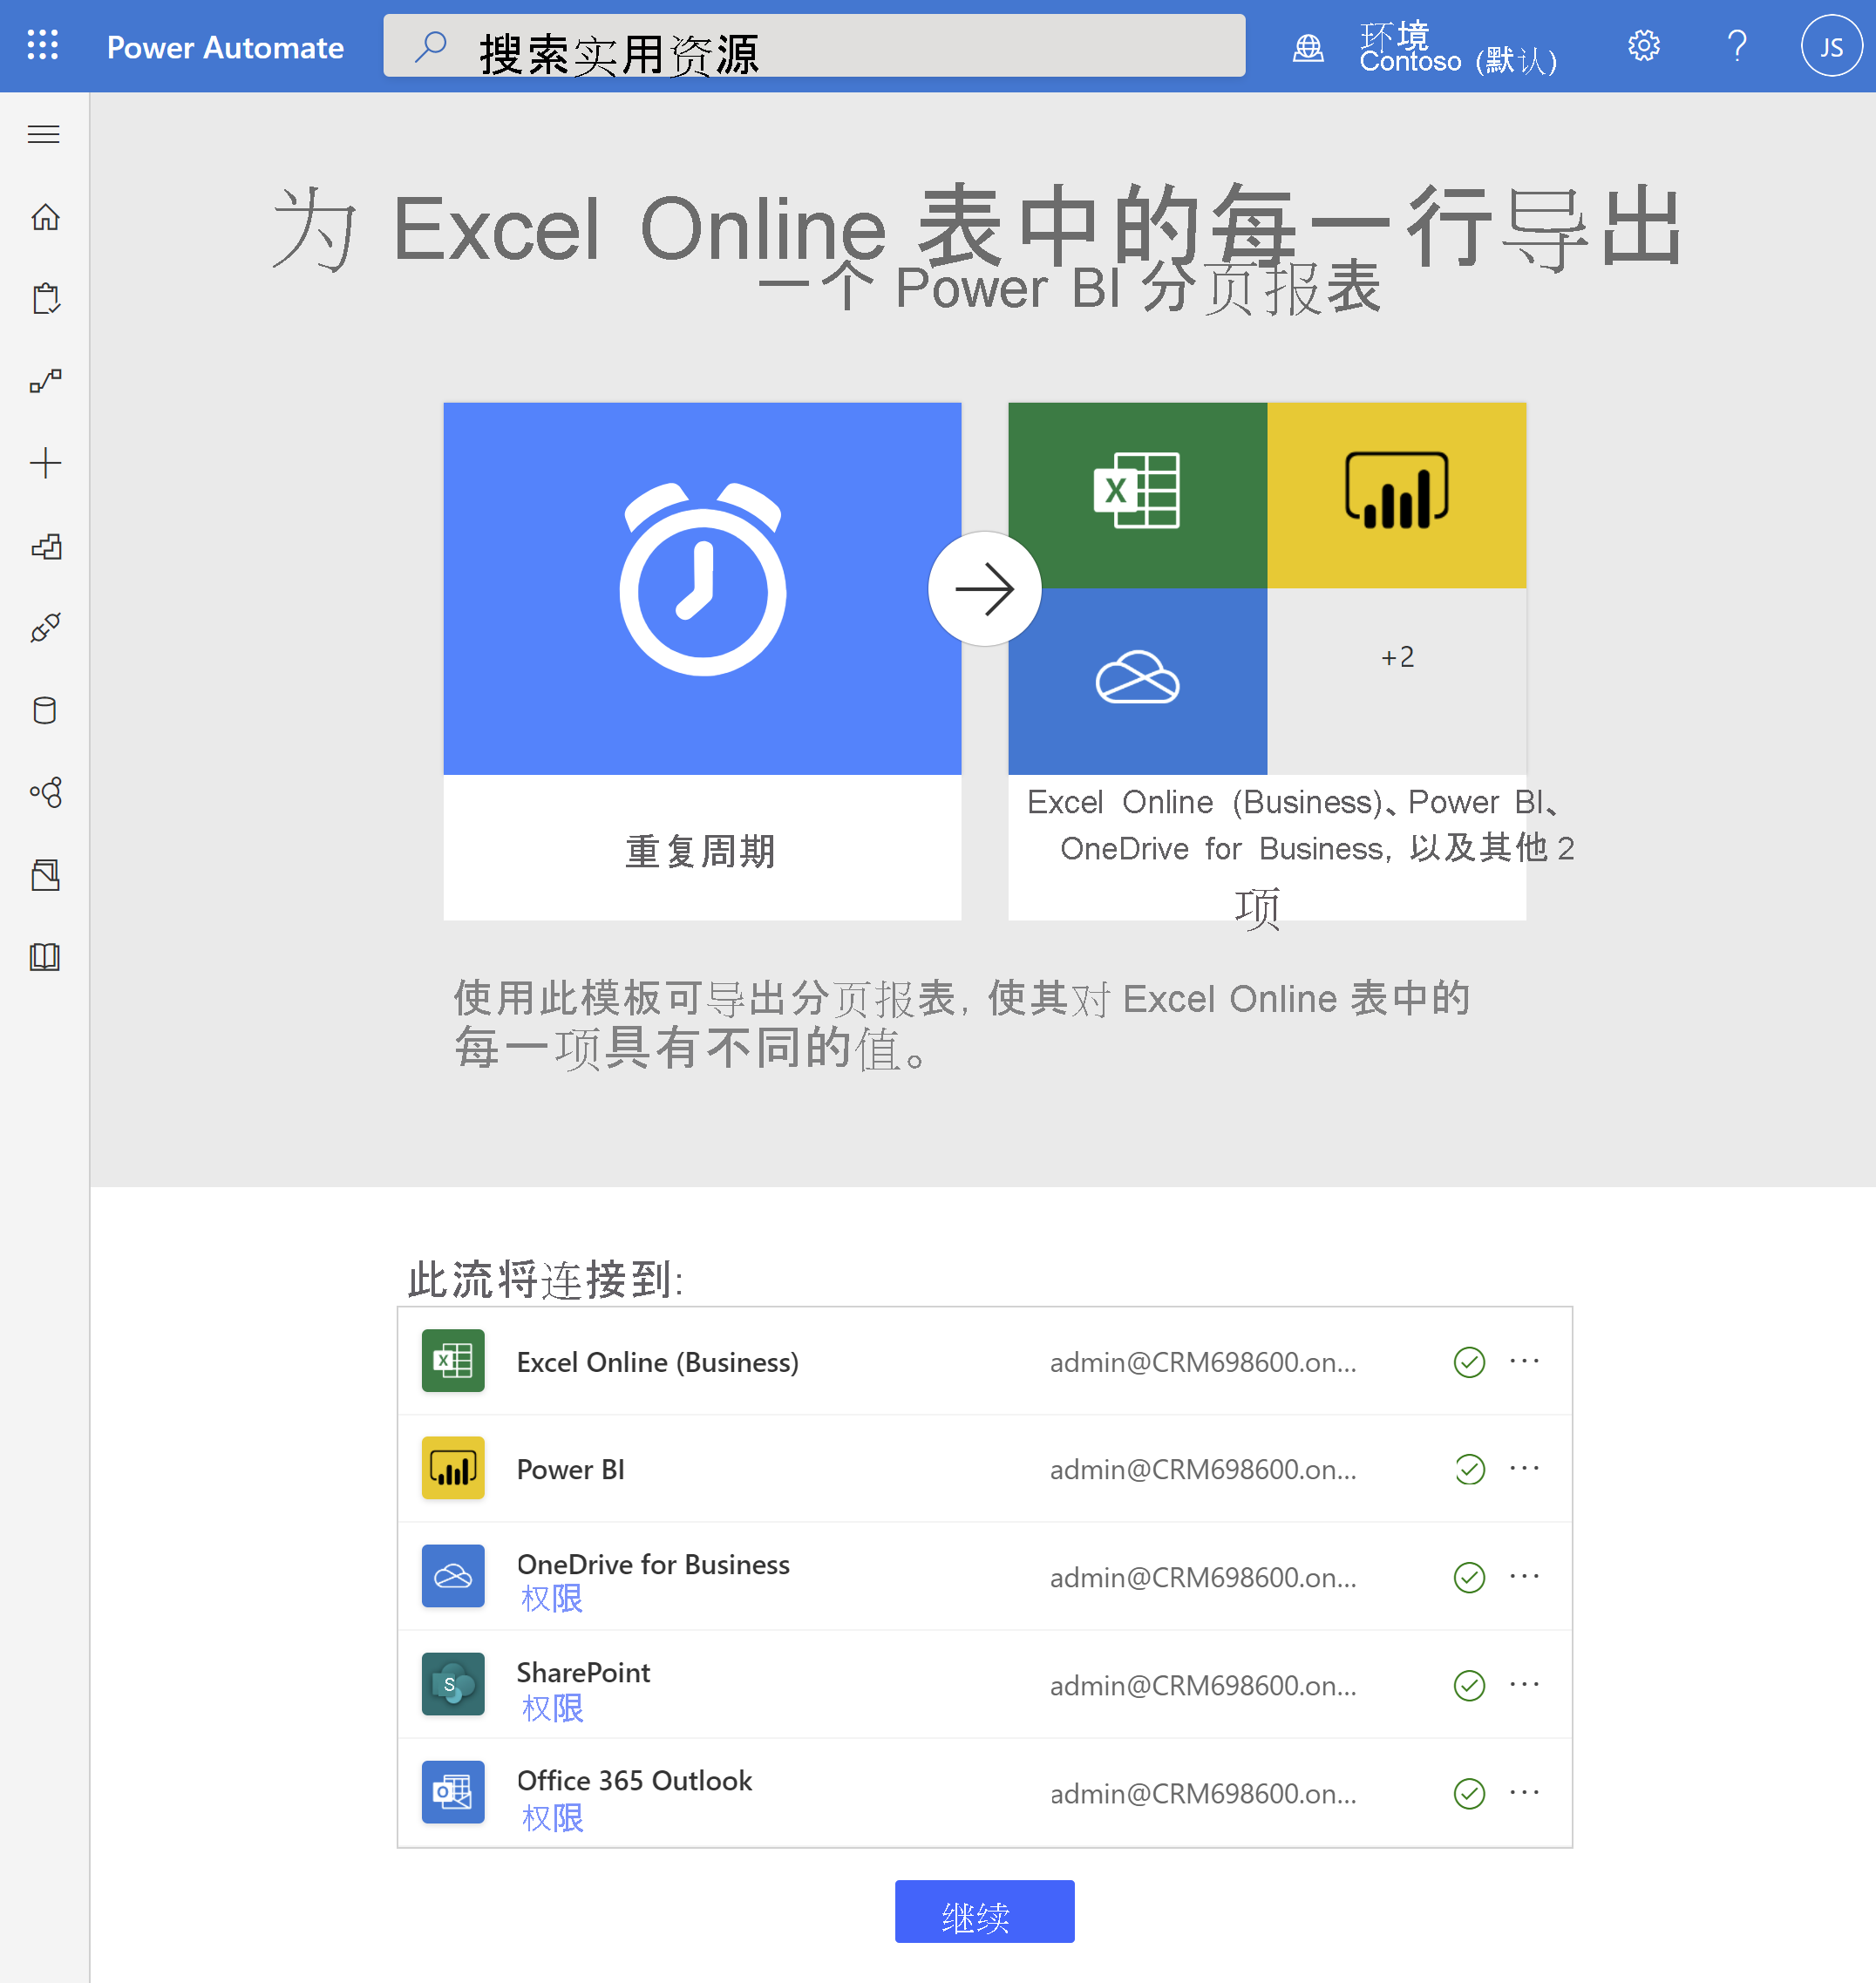 Power Automate
搜索实用资源
环境
Contoso (默认)
JS
为 Excel Online 表中的每一行导出
一个 Power BI 分页报表
X
+2
重复周期
Excel Online (Business)、Power BI、
OneDrive for Business, 以及其他 2
项
使用此模板可导出分页报表, 使其对 Excel Online 表中的
每一项具有不同的值。
此流将连接到:
X
Excel Online (Business)
admin@CRM698600.on...
Power BI
admin@CRM698600.on...
OneDrive for Business
权限
admin@CRM698600.on...
S
SharePoint
权限
admin@CRM698600.on...
O
Office 365 Outlook
权限
admin@CRM698600.on...
继续